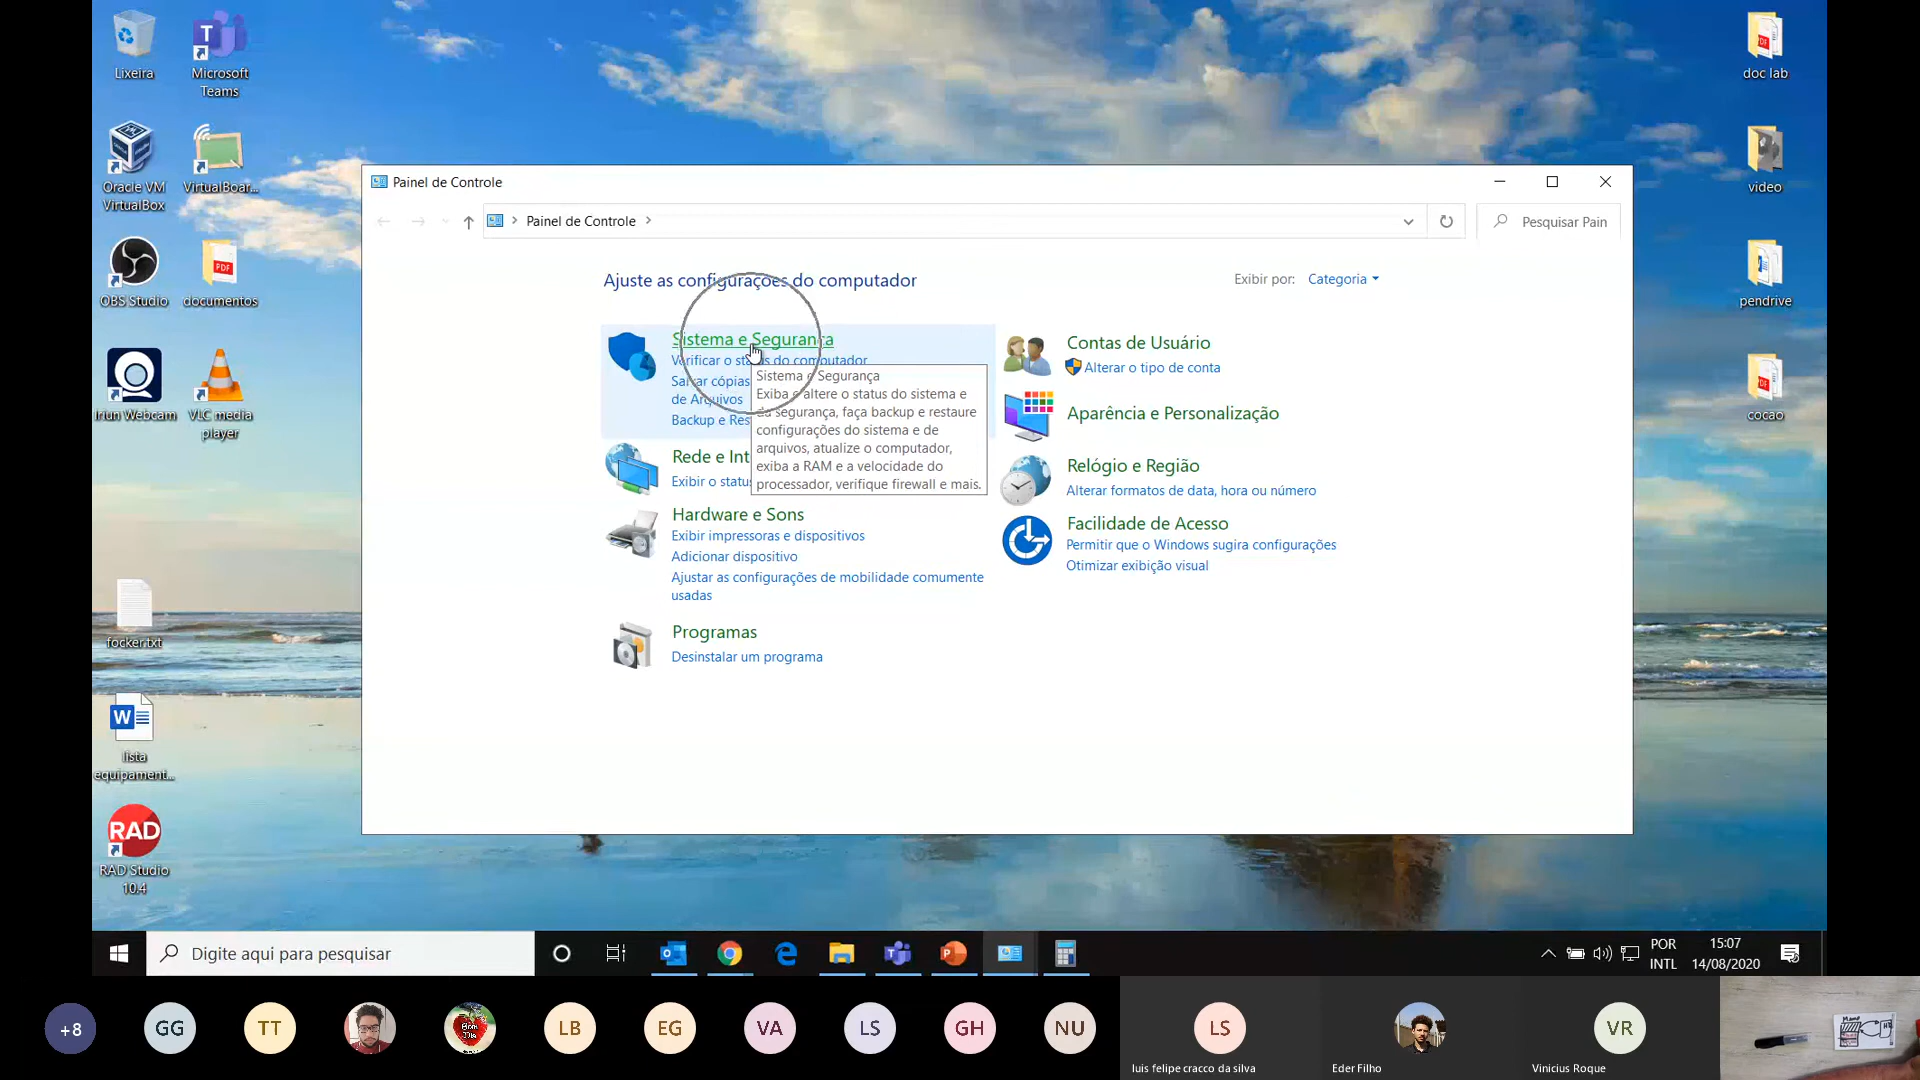 Lixeira
Microsoft
Teams
Oracle VM
VirtualBox
VirtualBoar...
OBS Studio
documentos
Iriun Webcam
VLC media
player
focker.txt
lista
equipament...
RAD Studio
10.4
doc lab
video
pendrive
cocao
Painel de Controle
Painel de Controle
Pesquisar Pain
Ajuste as configurações do computador
Exibir por: Categoria
Sistema e Segurança
Verificar o status do computador
Salvar cópias
de Arquivos
Backup e Res
Sistema e Segurança
Exiba e altere o status do sistema e
da segurança, faça backup e restaure
configurações do sistema e de
arquivos, atualize o computador,
exiba a RAM e a velocidade do
processador, verifique firewall e mais.
Rede e Int
Exibir o status
Hardware e Sons
Exibir impressoras e dispositivos
Adicionar dispositivo
Ajustar as configurações de mobilidade comumente
usadas
Programas
Desinstalar um programa
Contas de Usuário
Alterar o tipo de conta
Aparência e Personalização
Relógio e Região
Alterar formatos de data, hora ou número
Facilidade de Acesso
Permitir que o Windows sugira configurações
Otimizar exibição visual
Digite aqui para pesquisar
POR
INTL
15:07
14/08/2020
+8
GG
TT
LB
EG
VA
LS
GH
NU
LS
luis felipe cracco da silva
Eder Filho
VR
Vinicius Roque